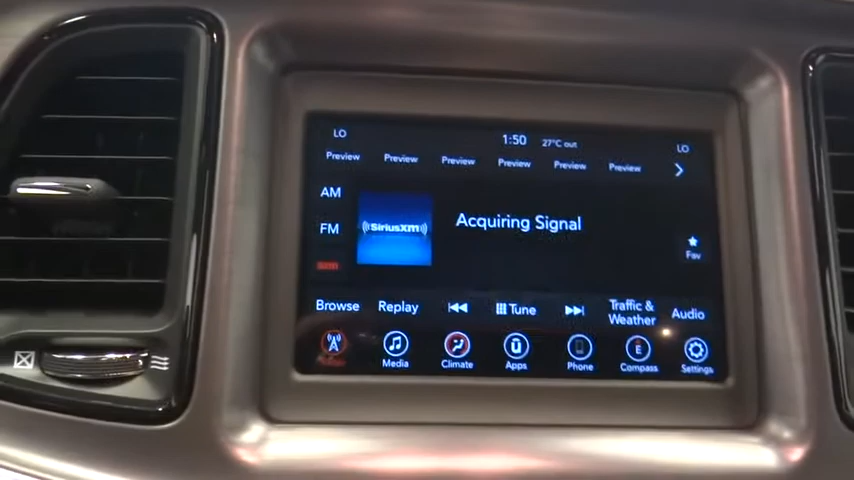 LO 1:50 27°C out LO
Preview Preview Preview Preview Preview Preview
AM
FM
sxm
SiriusXM
Acquiring Signal
Fav
Browse Replay Tune Traffic & Weather Audio
Media Climate Apps Phone Compass Settings
E